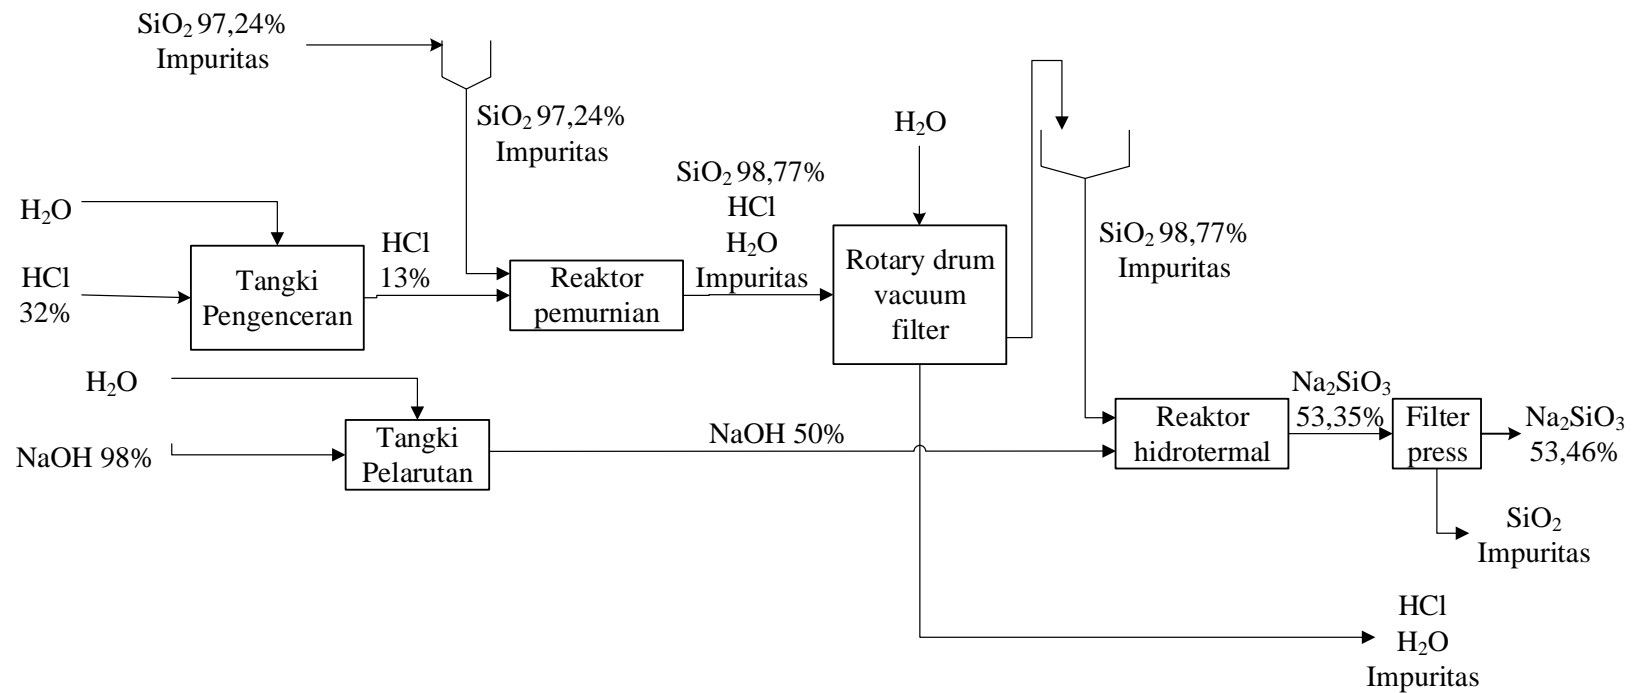 SiO₂ 97,24%
Impuritas
SiO₂ 97,24%
Impuritas
H₂O
HCl
32%
Tangki
Pengenceran
HCl
13%
Reaktor
pemurnian
SiO₂ 98,77%
HCl
H₂O
Impuritas
H₂O
Rotary drum
vacuum
filter
SiO₂ 98,77%
Impuritas
H₂O
NaOH 98%
Tangki
Pelarutan
NaOH 50%
Reaktor
hidrotermal
Na₂SiO₃
53,35%
Filter
press
Na₂SiO₃
53,46%
SiO₂
Impuritas
HCl
H₂O
Impuritas